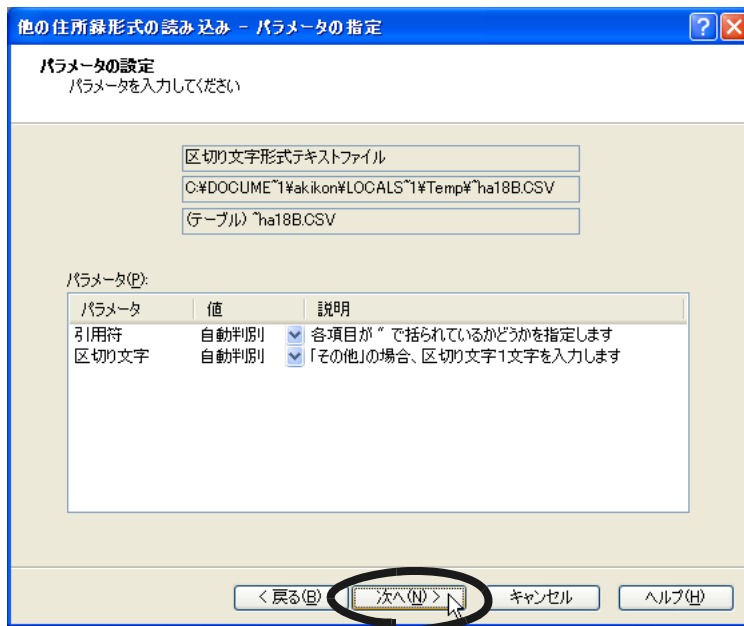 他の住所録形式の読み込み - パラメータの指定
パラメータの設定
パラメータを入力してください
区切り文字形式テキストファイル
C:¥DOCUME~1¥akikon¥LOCALS~1¥Temp¥~ha18B.CSV
(テーブル) ~ha18B.CSV
パラメータ(P):
パラメータ 値 説明
引用符 自動判別 各項目が " で括られているかどうかを指定します
区切り文字 自動判別 「その他」の場合、区切り文字1文字を入力します
< 戻る(B) 次へ(N) > キャンセル ヘルプ(H)